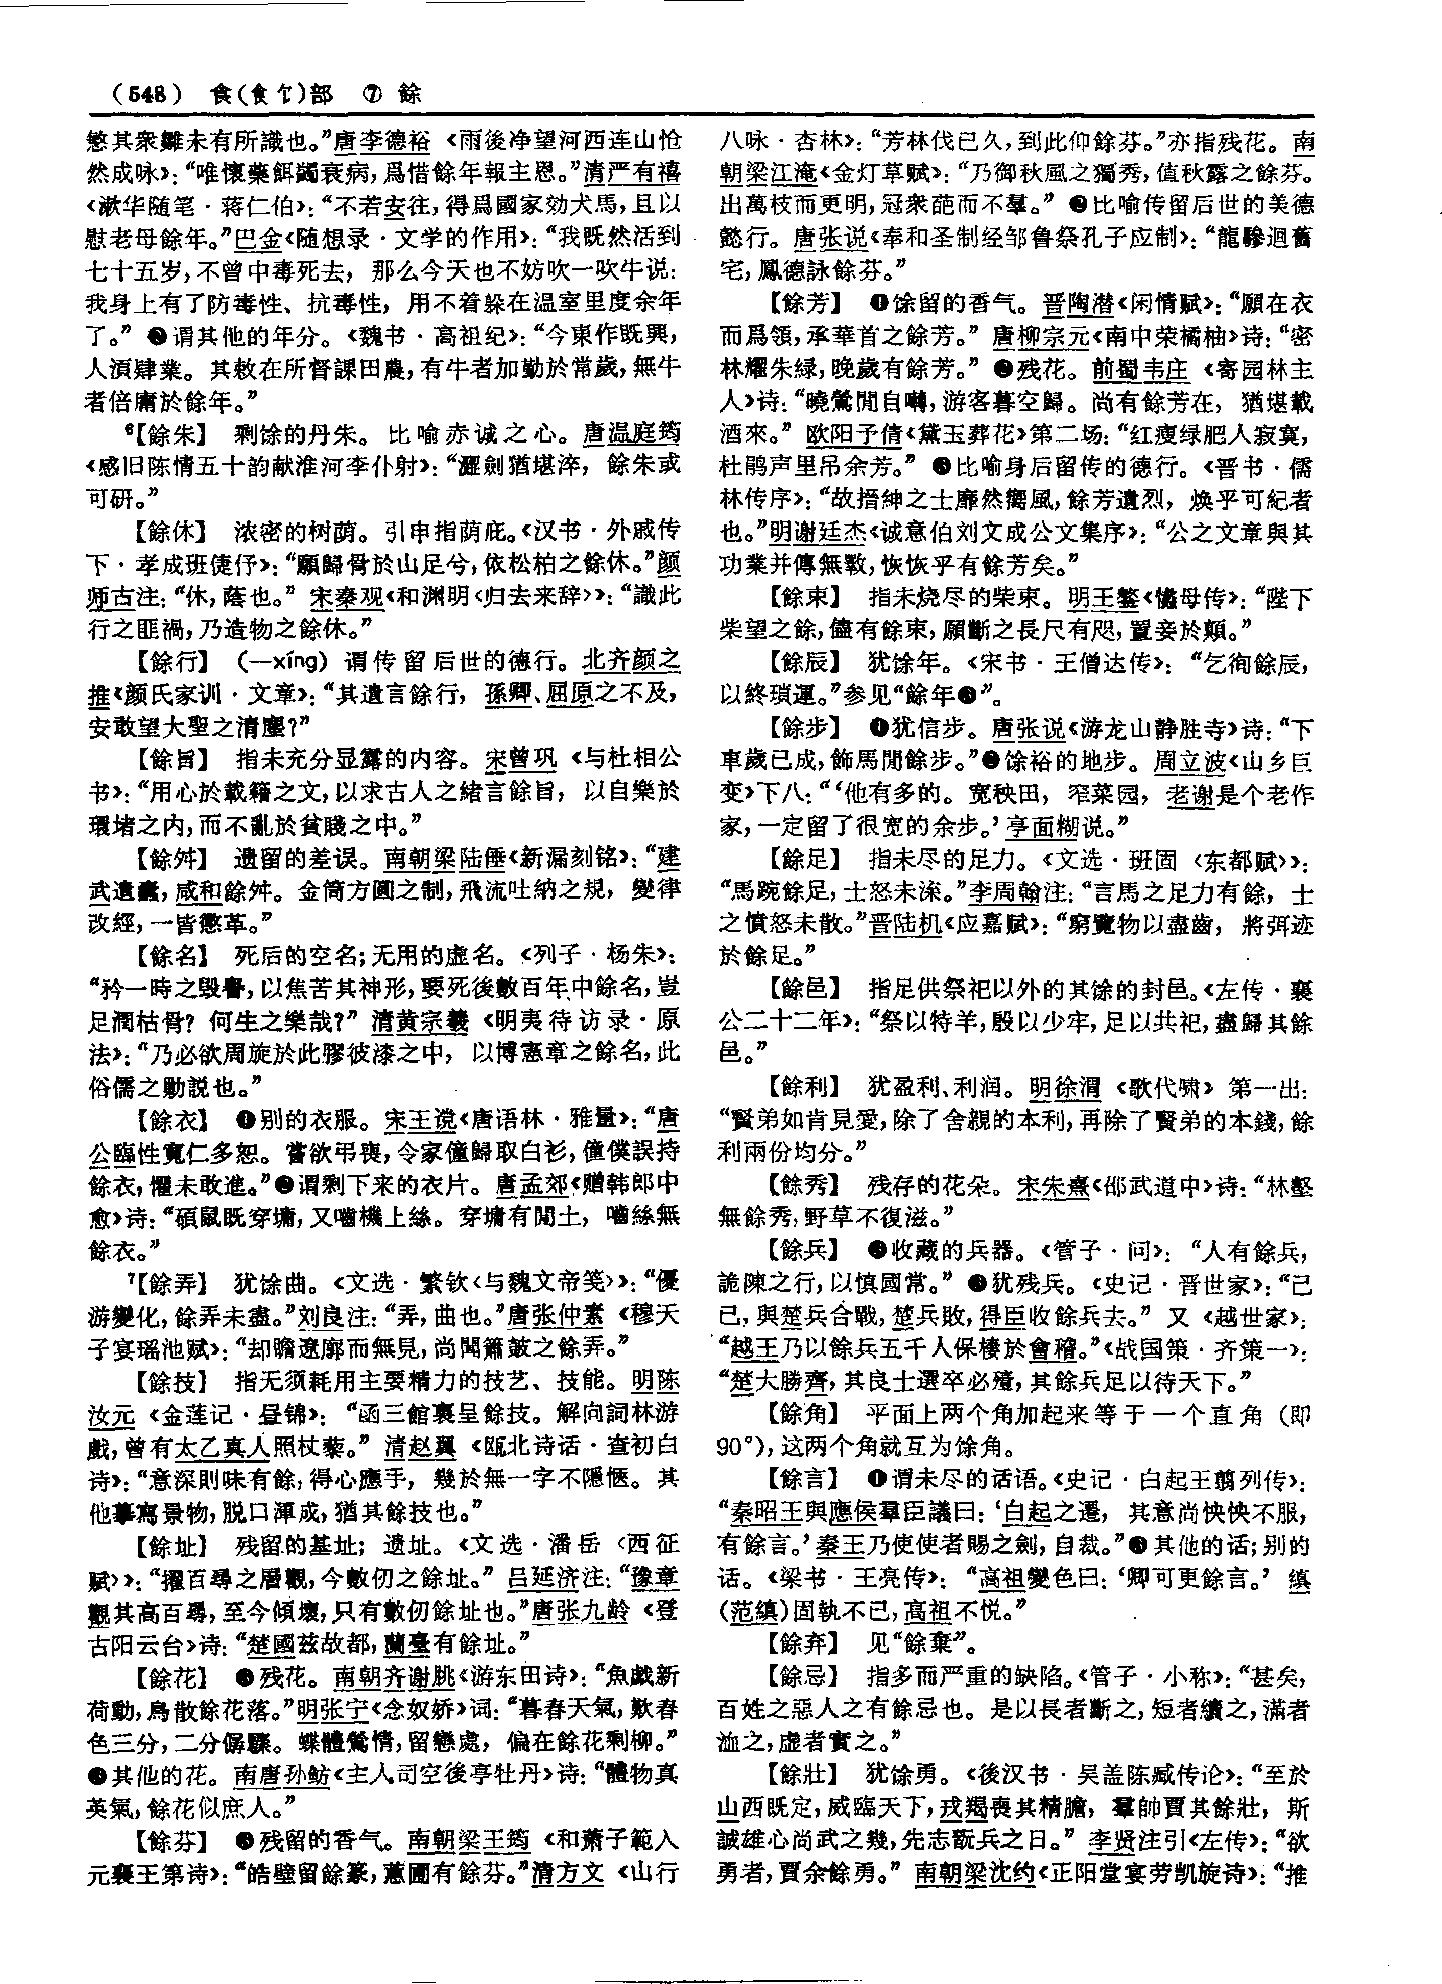 （548） 食（飠饣）部 ⑦ 餘
慜其衆雛未有所識也。”唐李德裕《雨後净望河西连山怆
然成咏》：“唯懷藥餌蠲衰病，爲惜餘年報主恩。”清严有禧
《漱华随笔·蒋仁伯》：“不若妄往，得爲國家効犬馬，且以
慰老母餘年。”巴金《随想录·文学的作用》：“我既然活到
七十五岁，不曾中毒死去，那么今天也不妨吹一吹牛说：
我身上有了防毒性、抗毒性，用不着躲在温室里度余年
了。” ❸谓其他的年分。《魏书·高祖纪》：“今東作既興，
人須肄業。其敕在所督課田農，有牛者加勤於常歲，無牛
者倍庸於餘年。”
⁶【餘朱】 剩馀的丹朱。比喻赤诚之心。唐温庭筠
《感旧陈情五十韵献淮河李仆射》：“澀劍猶堪淬，餘朱或
可研。”
【餘休】 浓密的树荫。引申指荫庇。《汉书·外戚传
下·孝成班倢伃》：“願歸骨於山足兮，依松柏之餘休。”颜
师古注：“休，蔭也。” 宋秦观《和渊明〈归去来辞〉》：“識此
行之匪禍，乃造物之餘休。”
【餘行】 （—xíng）谓传留后世的德行。北齐颜之
推《颜氏家训·文章》：“其遺言餘行，孫卿、屈原之不及，
安敢望大聖之清塵？”
【餘旨】 指未充分显露的内容。宋曾巩《与杜相公
书》：“用心於載籍之文，以求古人之緒言餘旨，以自樂於
環堵之内，而不亂於貧賤之中。”
【餘舛】 遗留的差误。南朝梁陆倕《新漏刻铭》：“建
武遺蠹，咸和餘舛。金筒方圓之制，飛流吐納之規，變律
改經，一皆懲革。”
【餘名】 死后的空名；无用的虚名。《列子·杨朱》：
“矜一時之毁譽，以焦苦其神形，要死後數百年中餘名，豈
足潤枯骨？何生之樂哉？” 清黄宗羲《明夷待访录·原
法》：“乃必欲周旋於此膠彼漆之中，以博憲章之餘名，此
俗儒之勦説也。”
【餘衣】 ❶别的衣服。宋王谠《唐语林·雅量》：“唐
公臨性寬仁多恕。嘗欲弔喪，令家僮歸取白衫，僮僕誤持
餘衣，懼未敢進。”❷谓剩下来的衣片。唐孟郊《赠韩郎中
愈》诗：“碩鼠既穿墉，又嚙機上絲。穿墉有閒土，嚙絲無
餘衣。”
⁷【餘弄】 犹馀曲。《文选·繁钦〈与魏文帝笺〉》：“優
游變化，餘弄未盡。”刘良注：“弄，曲也。”唐张仲素《穆天
子宴瑶池赋》：“却瞻遼廓而無見，尚聞簫鼓之餘弄。”
【餘技】 指无须耗用主要精力的技艺、技能。明陈
汝元《金莲记·昼锦》：“函三館裏呈餘技。解向詞林游
戲，曾有太乙真人照杖藜。” 清赵翼《瓯北诗话·查初白
诗》：“意深則味有餘，得心應手，幾於無一字不隱愜。其
他摹寫景物，脱口渾成，猶其餘技也。”
【餘址】 残留的基址；遗址。《文选·潘岳〈西征
赋〉》：“擢百尋之層觀，今數仞之餘址。” 吕延济注：“豫章
觀其高百尋，至今傾壞，只有數仞餘址也。”唐张九龄《登
古阳云台》诗：“楚國兹故都，蘭臺有餘址。”
【餘花】 ❶残花。南朝齐谢朓《游东田诗》：“魚戲新
荷動，鳥散餘花落。”明张宁《念奴娇》词：“暮春天氣，歎春
色三分，二分僝驟。蝶體鶯情，留戀處，偏在餘花剩柳。”
❷其他的花。南唐孙鲂《主人司空後亭牡丹》诗：“體物真
英氣，餘花似庶人。”
【餘芬】 ❶残留的香气。南朝梁王筠《和萧子範入
元襄王第诗》：“皓壁留餘篆，蕙圃有餘芬。”清方文《山行
八咏·杏林》：“芳林伐已久，到此仰餘芬。”亦指残花。南
朝梁江淹《金灯草赋》：“乃御秋風之獨秀，值秋露之餘芬。
出萬枝而更明，冠衆葩而不羣。” ❷比喻传留后世的美德
懿行。唐张说《奉和圣制经邹鲁祭孔子应制》：“龍驂迴舊
宅，鳳德詠餘芬。”
【餘芳】 ❶馀留的香气。晋陶潜《闲情赋》：“願在衣
而爲領，承華首之餘芳。” 唐柳宗元《南中荣橘柚》诗：“密
林耀朱緑，晚歲有餘芳。” ❷残花。前蜀韦庄《寄园林主
人》诗：“曉鶯閒自囀，游客暮空歸。尚有餘芳在，猶堪載
酒來。” 欧阳予倩《黛玉葬花》第二场：“红瘦绿肥人寂寞，
杜鹃声里吊余芳。” ❸比喻身后留传的德行。《晋书·儒
林传序》：“故搢紳之士靡然嚮風，餘芳遺烈，焕乎可紀者
也。”明谢廷杰《诚意伯刘文成公文集序》：“公之文章與其
功業并傳無斁，恢恢乎有餘芳矣。”
【餘束】 指未烧尽的柴束。明王鏊《懺母传》：“陛下
柴望之餘，儘有餘束，願斷之長尺有咫，置妾於顛。”
【餘辰】 犹馀年。《宋书·王僧达传》：“乞徇餘辰，
以終瑣運。”参见“餘年❶”。
【餘步】 ❶犹信步。唐张说《游龙山静胜寺》诗：“下
車歲已成，飾馬閒餘步。”❷馀裕的地步。周立波《山乡巨
变》下八：“‘他有多的。宽秧田，窄菜园，老谢是个老作
家，一定留了很宽的余步。’亭面糊说。”
【餘足】 指未尽的足力。《文选·班固〈东都赋〉》：
“馬踠餘足，士怒未渫。”李周翰注：“言馬之足力有餘，士
之憤怒未散。”晋陆机《应嘉赋》：“窮覽物以盡齒，將弭迹
於餘足。”
【餘邑】 指足供祭祀以外的其馀的封邑。《左传·襄
公二十二年》：“祭以特羊，殷以少牢，足以共祀，盡歸其餘
邑。”
【餘利】 犹盈利、利润。明徐渭《歌代啸》第一出：
“賢弟如肯見愛，除了舍親的本利，再除了賢弟的本錢，餘
利兩份均分。”
【餘秀】 残存的花朵。宋朱熹《邵武道中》诗：“林壑
無餘秀，野草不復滋。”
【餘兵】 ❶收藏的兵器。《管子·问》：“人有餘兵，
詭陳之行，以慎國常。” ❷犹残兵。《史记·晋世家》：“己
巳，與楚兵合戰，楚兵敗，得臣收餘兵去。” 又《越世家》：
“越王乃以餘兵五千人保棲於會稽。”《战国策·齐策一》：
“楚大勝齊，其良士選卒必殪，其餘兵足以待天下。”
【餘角】 平面上两个角加起来等于一个直角（即
90°），这两个角就互为馀角。
【餘言】 ❶谓未尽的话语。《史记·白起王翦列传》：
“秦昭王與應侯羣臣議曰：‘白起之遷，其意尚怏怏不服，
有餘言。’秦王乃使使者賜之劍，自裁。”❷其他的话；别的
话。《梁书·王亮传》：“高祖變色曰：‘卿可更餘言。’ 缜
（范缜）固執不已，高祖不悦。”
【餘弃】 见“餘棄”。
【餘忌】 指多而严重的缺陷。《管子·小称》：“甚矣，
百姓之惡人之有餘忌也。是以長者斷之，短者續之，滿者
洫之，虚者實之。”
【餘壯】 犹馀勇。《後汉书·吴盖陈臧传论》：“至於
山西既定，威臨天下，戎羯喪其精膽，羣帥賈其餘壯，斯
誠雄心尚武之幾，先志翫兵之日。” 李贤注引《左传》：“欲
勇者，賈余餘勇。” 南朝梁沈约《正阳堂宴劳凯旋诗》：“推